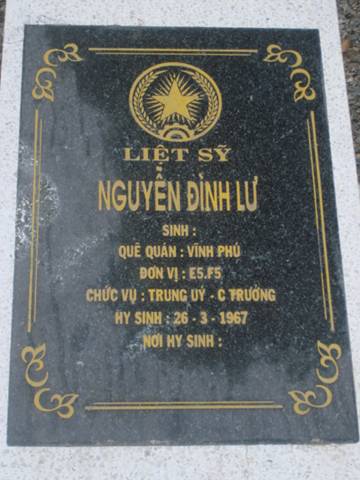 LIỆT SỸ
NGUYỄN ĐÌNH LƯ
SINH :
QUÊ QUÁN : VĨNH PHÚ
ĐƠN VỊ : E5.F5
CHỨC VỤ : TRUNG UÝ - C TRƯỞNG
HY SINH : 26 - 3 - 1967
NƠI HY SINH :